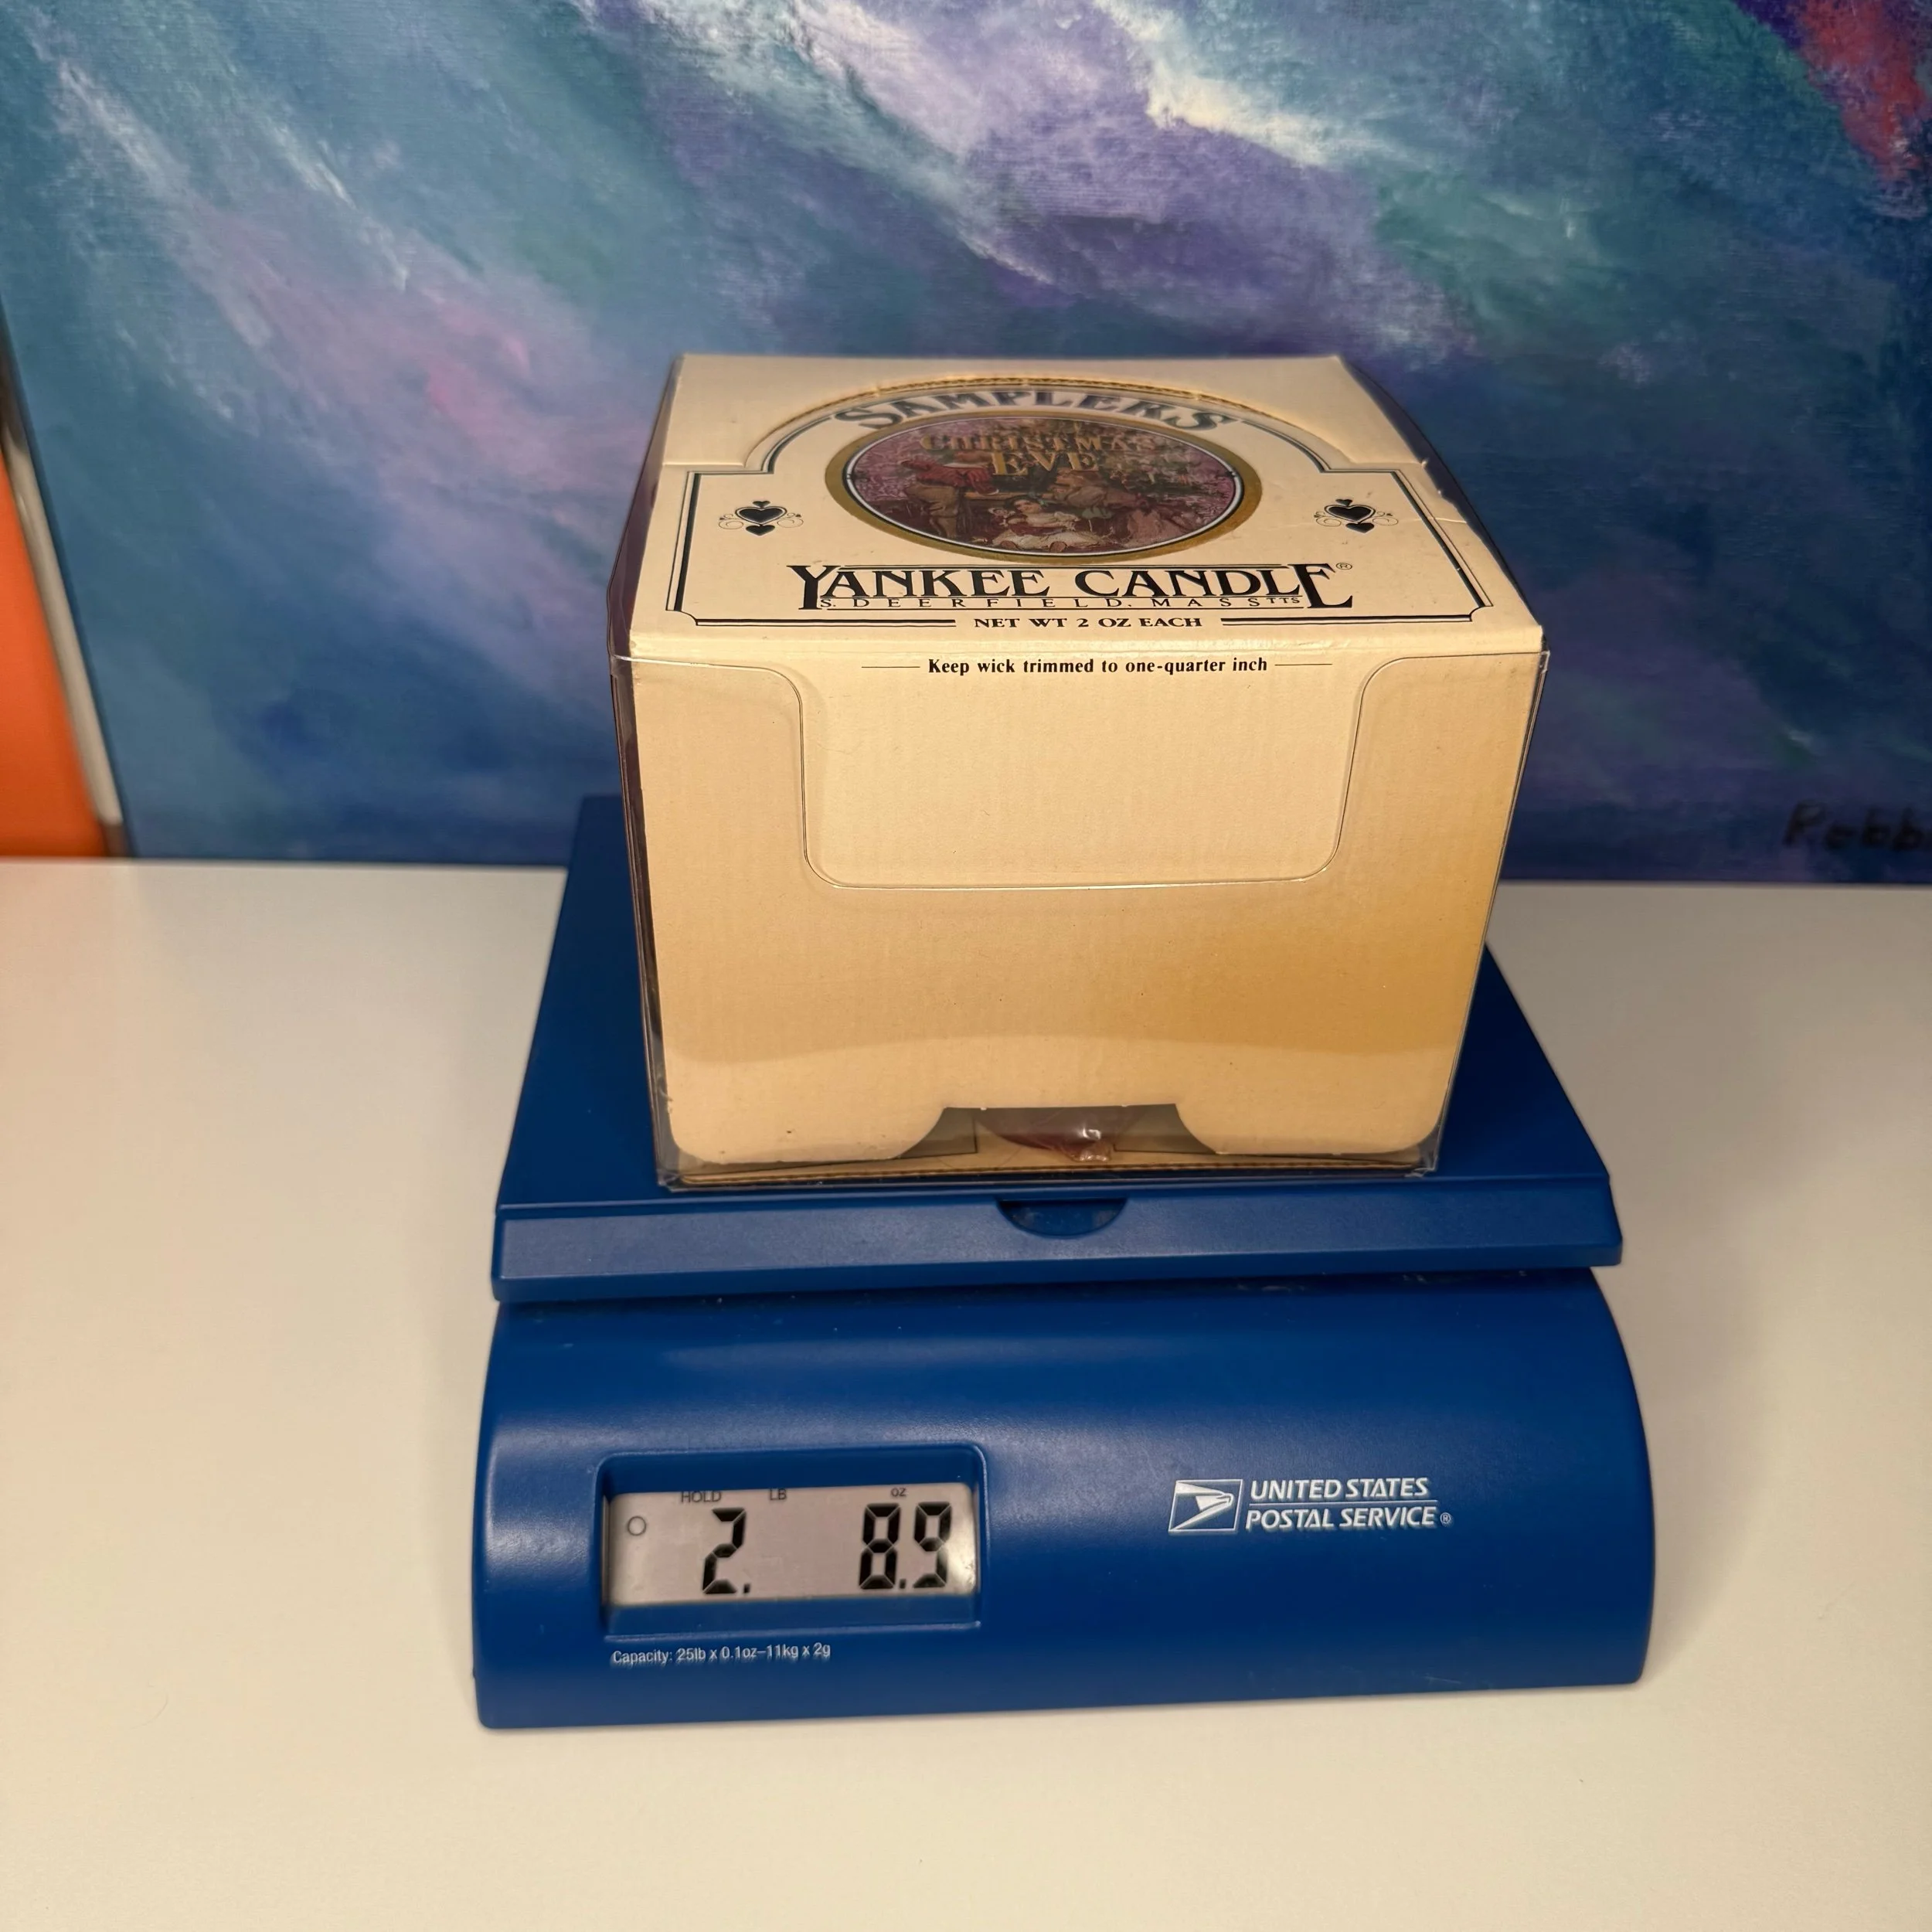 SAMPLERS
CHRISTMAS
EVE
YANKEE CANDLE®
S. DEERFIELD, MASS TTS
NET WT 2 OZ EACH
Keep wick trimmed to one-quarter inch
HOLD LB OZ
2. 8.9
UNITED STATES
POSTAL SERVICE®
Capacity: 25lb x 0.1oz–11kg x 2g